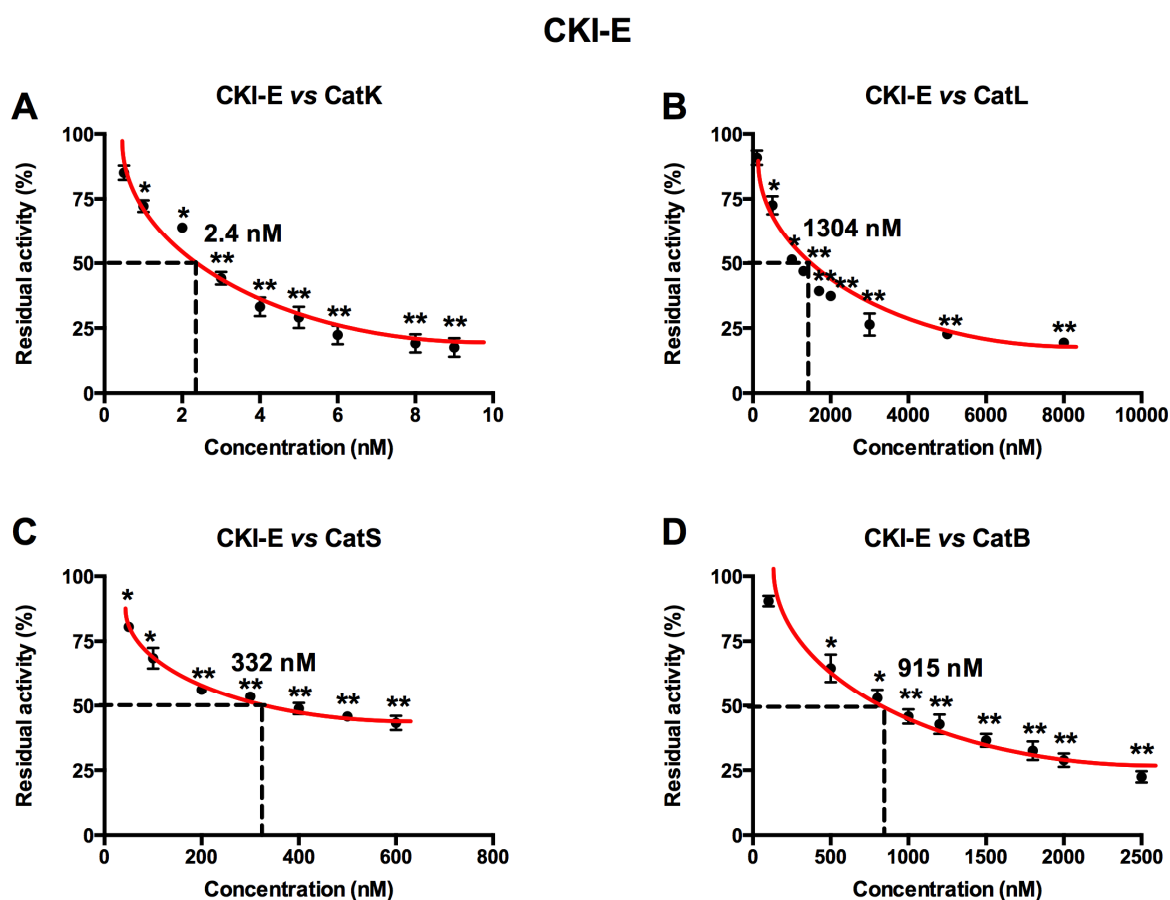 CKI-E
A
CKI-E vs CatK
100
75
50
25
0
Residual activity (%)
*
*
2.4 nM
**
**
**
**
**
**
0 2 4 6 8 10
Concentration (nM)
B
CKI-E vs CatL
100
75
50
25
0
Residual activity (%)
*
1304 nM
*
**
**
**
**
**
**
0 2000 4000 6000 8000 10000
Concentration (nM)
C
CKI-E vs CatS
100
75
50
25
0
Residual activity (%)
*
*
332 nM
**
**
**
**
**
0 200 400 600 800
Concentration (nM)
D
CKI-E vs CatB
100
75
50
25
0
Residual activity (%)
*
915 nM
*
**
**
**
**
**
**
0 500 1000 1500 2000 2500
Concentration (nM)